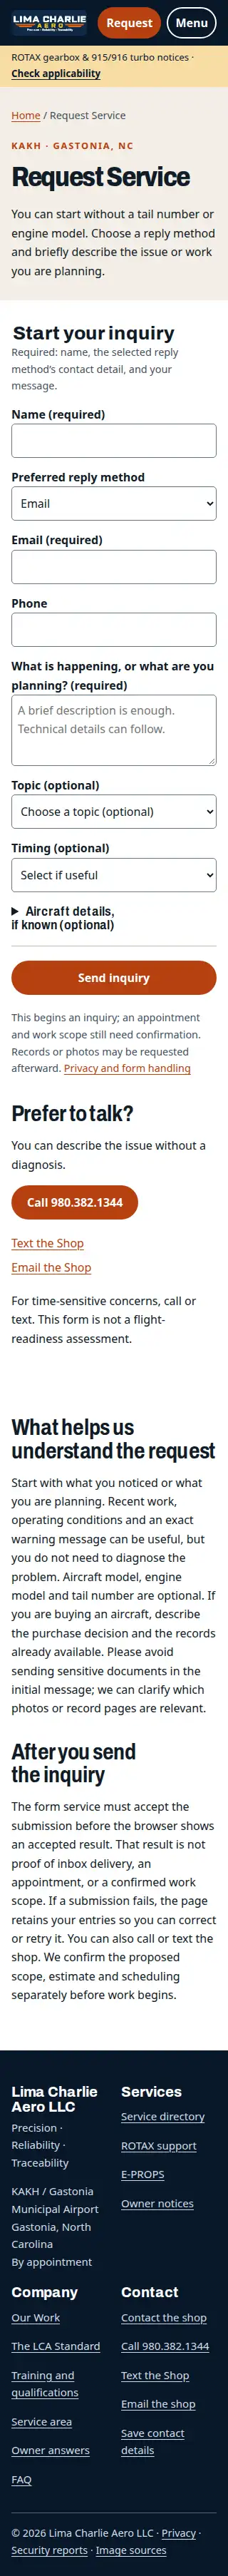 LIMA CHARLIE
AERO
Precision · Reliability · Traceability
Request
Menu
ROTAX gearbox & 915/916 turbo notices ·
Check applicability
Home / Request Service
KAKH · GASTONIA, NC
Request Service
You can start without a tail number or
engine model. Choose a reply method
and briefly describe the issue or work
you are planning.
Start your inquiry
Required: name, the selected reply
method's contact detail, and your
message.
Name (required)
Preferred reply method
Email
Email (required)
Phone
What is happening, or what are you
planning? (required)
A brief description is enough.
Technical details can follow.
Topic (optional)
Choose a topic (optional)
Timing (optional)
Select if useful
Aircraft details,
if known (optional)
Send inquiry
This begins an inquiry; an appointment
and work scope still need confirmation.
Records or photos may be requested
afterward. Privacy and form handling
Prefer to talk?
You can describe the issue without a
diagnosis.
Call 980.382.1344
Text the Shop
Email the Shop
For time-sensitive concerns, call or
text. This form is not a flight-
readiness assessment.
What helps us
understand the request
Start with what you noticed or what
you are planning. Recent work,
operating conditions and an exact
warning message can be useful, but
you do not need to diagnose the
problem. Aircraft model, engine
model and tail number are optional. If
you are buying an aircraft, describe
the purchase decision and the records
already available. Please avoid
sending sensitive documents in the
initial message; we can clarify which
photos or record pages are relevant.
After you send
the inquiry
The form service must accept the
submission before the browser shows
an accepted result. That result is not
proof of inbox delivery, an
appointment, or a confirmed work
scope. If a submission fails, the page
retains your entries so you can correct
or retry it. You can also call or text the
shop. We confirm the proposed
scope, estimate and scheduling
separately before work begins.
Lima Charlie
Aero LLC
Precision ·
Reliability ·
Traceability
KAKH / Gastonia
Municipal Airport
Gastonia, North
Carolina
By appointment
Services
Service directory
ROTAX support
E-PROPS
Owner notices
Company
Our Work
The LCA Standard
Training and
qualifications
Service area
Owner answers
FAQ
Contact
Contact the shop
Call 980.382.1344
Text the Shop
Email the shop
Save contact
details
© 2026 Lima Charlie Aero LLC · Privacy ·
Security reports · Image sources